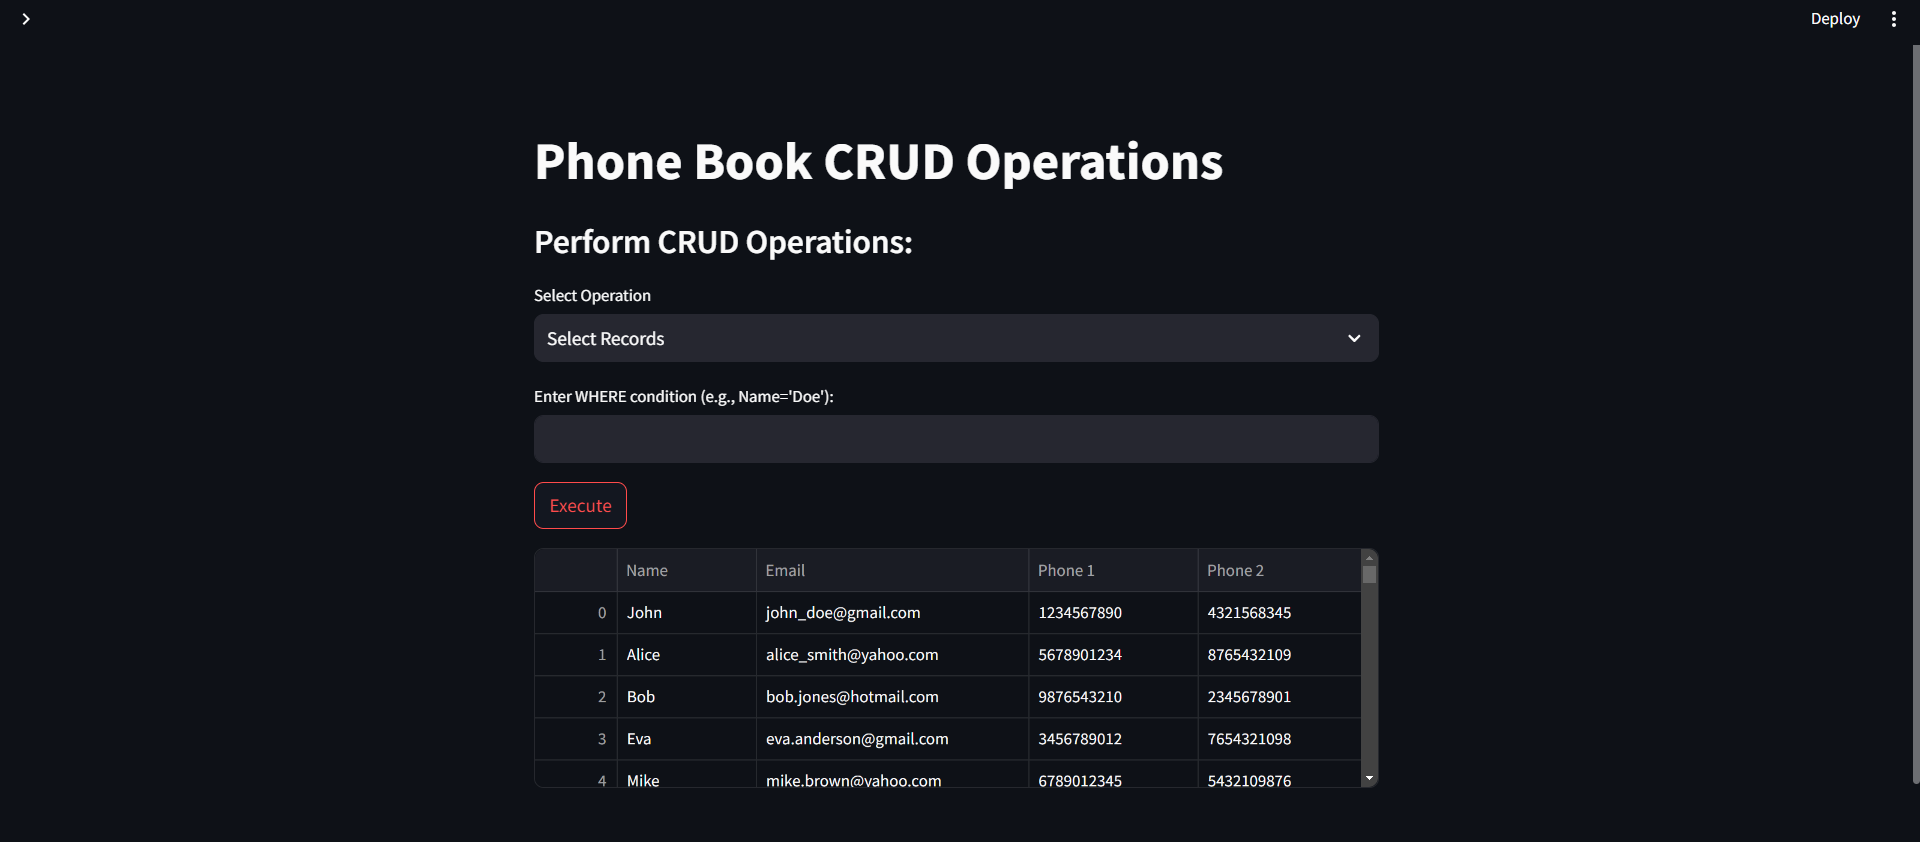 Deploy
Phone Book CRUD Operations
Perform CRUD Operations:
Select Operation
Select Records
Enter WHERE condition (e.g., Name='Doe'):
Execute
Name Email Phone 1 Phone 2
0 John john_doe@gmail.com 1234567890 4321568345
1 Alice alice_smith@yahoo.com 5678901234 8765432109
2 Bob bob.jones@hotmail.com 9876543210 2345678901
3 Eva eva.anderson@gmail.com 3456789012 7654321098
4 Mike mike.brown@yahoo.com 6789012345 5432109876